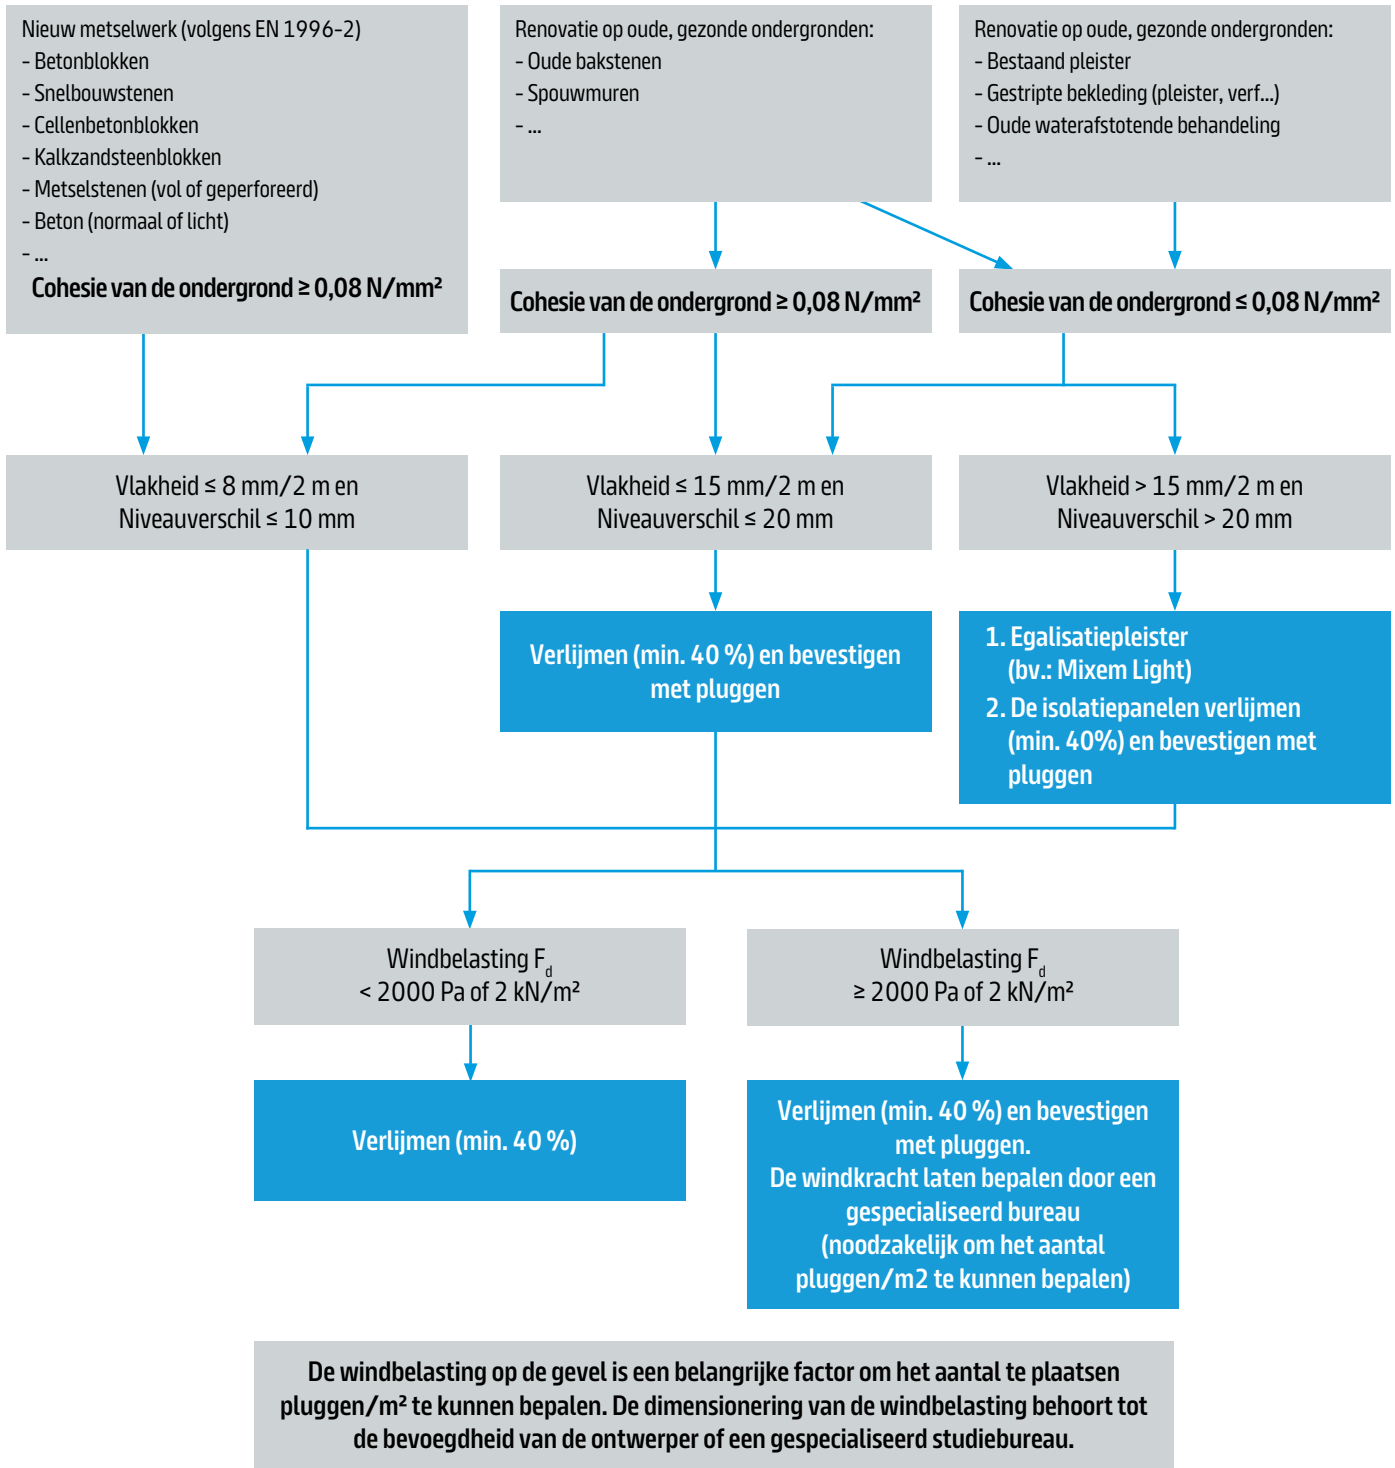 Nieuw metselwerk (volgens EN 1996-2)
- Betonblokken
- Snelbouwstenen
- Cellenbetonblokken
- Kalkzandsteenblokken
- Metselstenen (vol of geperforeerd)
- Beton (normaal of licht)
- ...
Cohesie van de ondergrond ≥ 0,08 N/mm²
Renovatie op oude, gezonde ondergronden:
- Oude bakstenen
- Spouwmuren
- ...
Renovatie op oude, gezonde ondergronden:
- Bestaand pleister
- Gestripte bekleding (pleister, verf...)
- Oude waterafstotende behandeling
- ...
Cohesie van de ondergrond ≥ 0,08 N/mm²
Cohesie van de ondergrond ≤ 0,08 N/mm²
Vlakheid ≤ 8 mm/2 m en
Niveauverschil ≤ 10 mm
Vlakheid ≤ 15 mm/2 m en
Niveauverschil ≤ 20 mm
Vlakheid > 15 mm/2 m en
Niveauverschil > 20 mm
Verlijmen (min. 40 %) en bevestigen
met pluggen
1. Egalisatiepleister
(bv.: Mixem Light)
2. De isolatiepanelen verlijmen
(min. 40%) en bevestigen met
pluggen
Windbelasting Fd
< 2000 Pa of 2 kN/m²
Windbelasting Fd
≥ 2000 Pa of 2 kN/m²
Verlijmen (min. 40 %)
Verlijmen (min. 40 %) en bevestigen
met pluggen.
De windkracht laten bepalen door een
gespecialiseerd bureau
(noodzakelijk om het aantal
pluggen/m2 te kunnen bepalen)
De windbelasting op de gevel is een belangrijke factor om het aantal te plaatsen
pluggen/m² te kunnen bepalen. De dimensionering van de windbelasting behoort tot
de bevoegdheid van de ontwerper of een gespecialiseerd studiebureau.